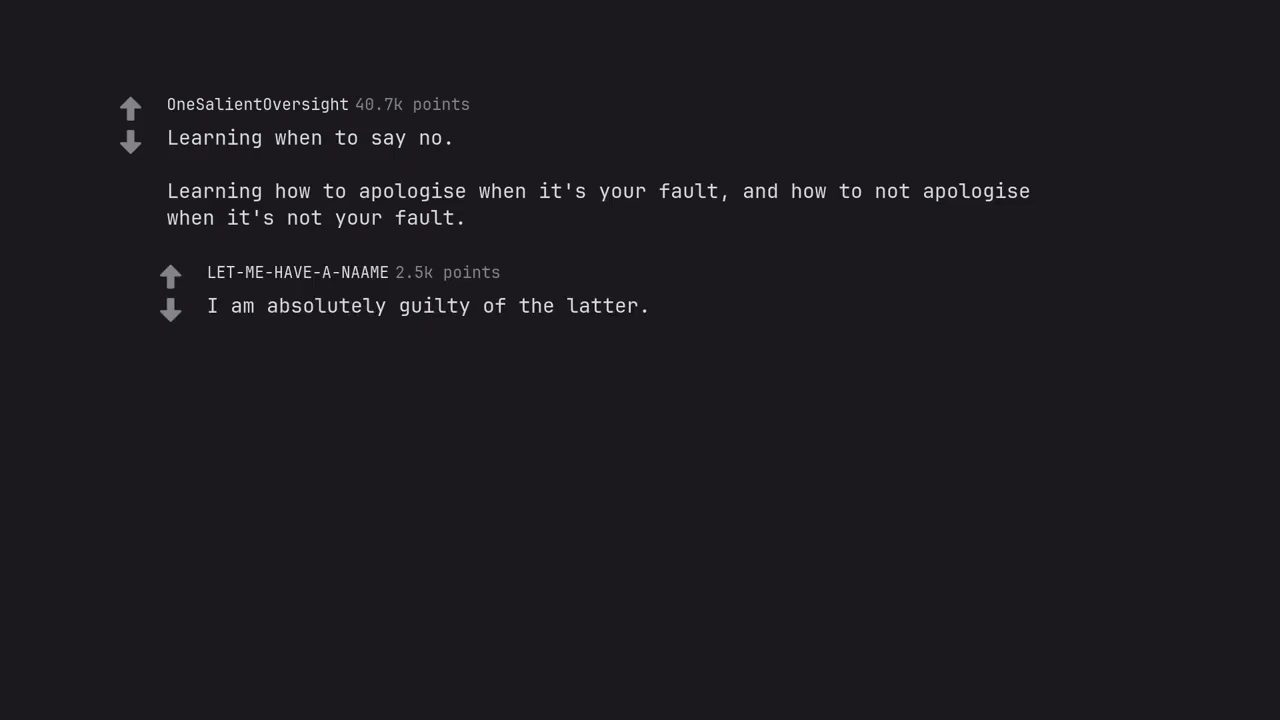 OneSalientOversight 40.7k points
Learning when to say no.
Learning how to apologise when it's your fault, and how to not apologise
when it's not your fault.
LET-ME-HAVE-A-NAAME 2.5k points
I am absolutely guilty of the latter.